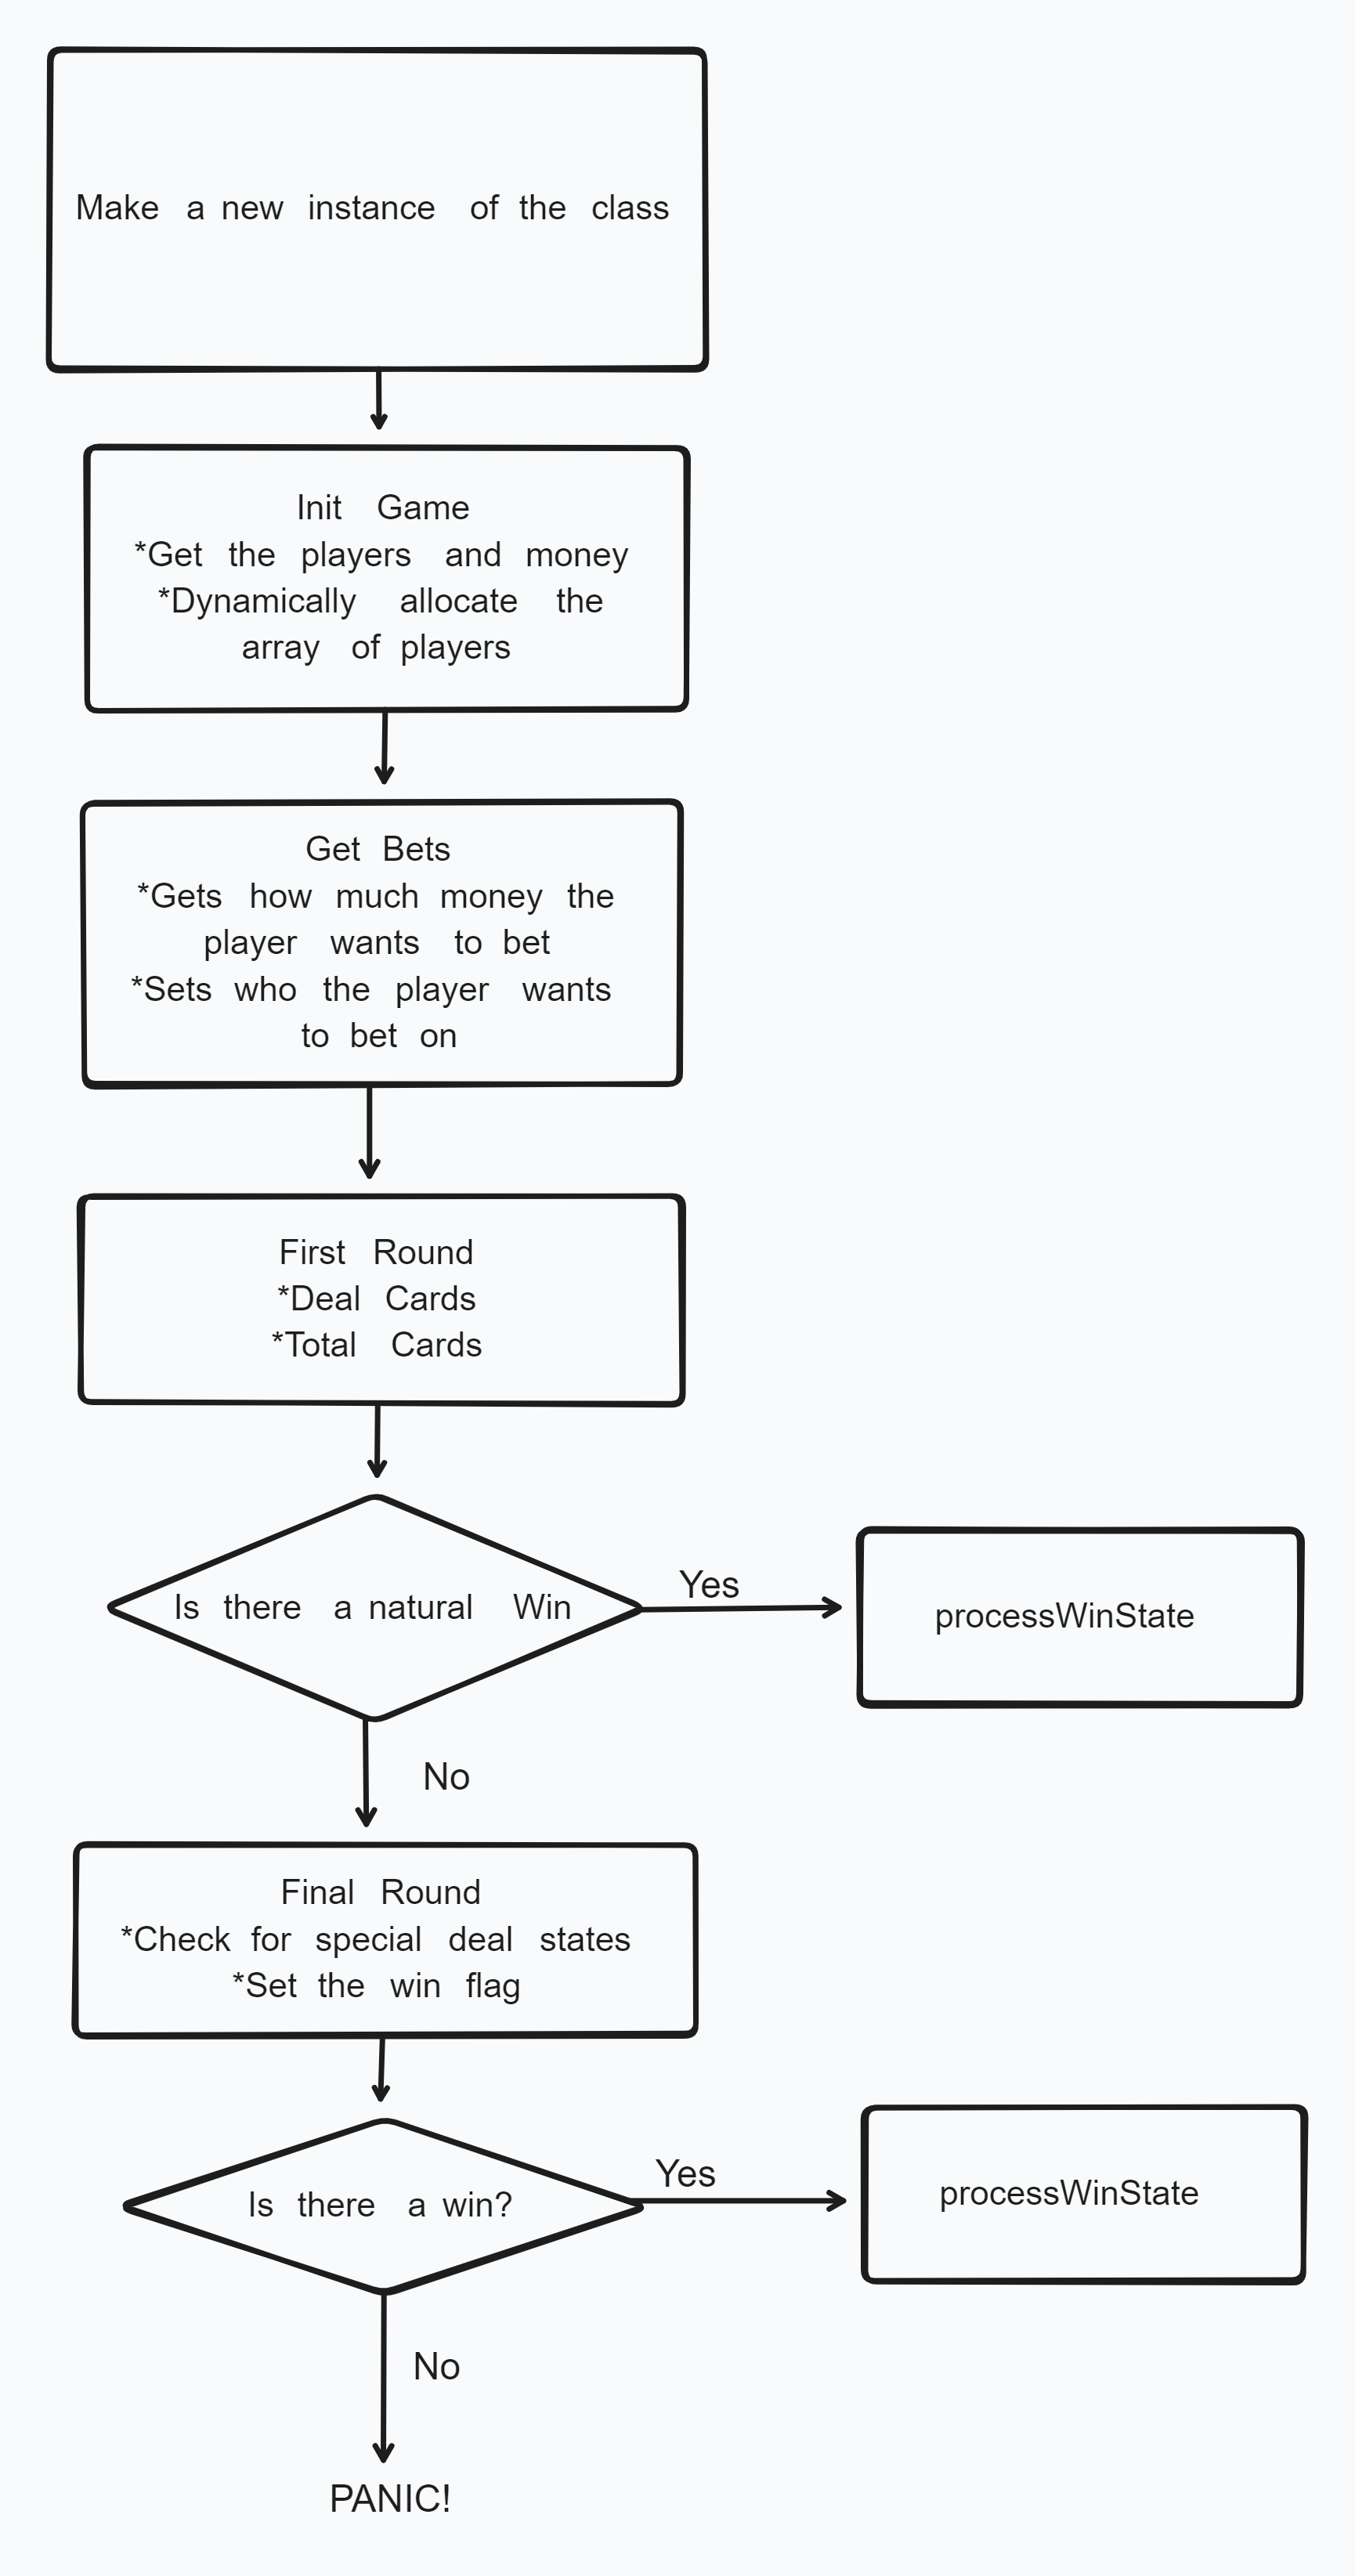 Make a new instance of the class
Init Game
*Get the players and money
*Dynamically allocate the
array of players
Get Bets
*Gets how much money the
player wants to bet
*Sets who the player wants
to bet on
First Round
*Deal Cards
*Total Cards
Is there a natural Win
Yes
processWinState
No
Final Round
*Check for special deal states
*Set the win flag
Is there a win?
Yes
processWinState
No
PANIC!